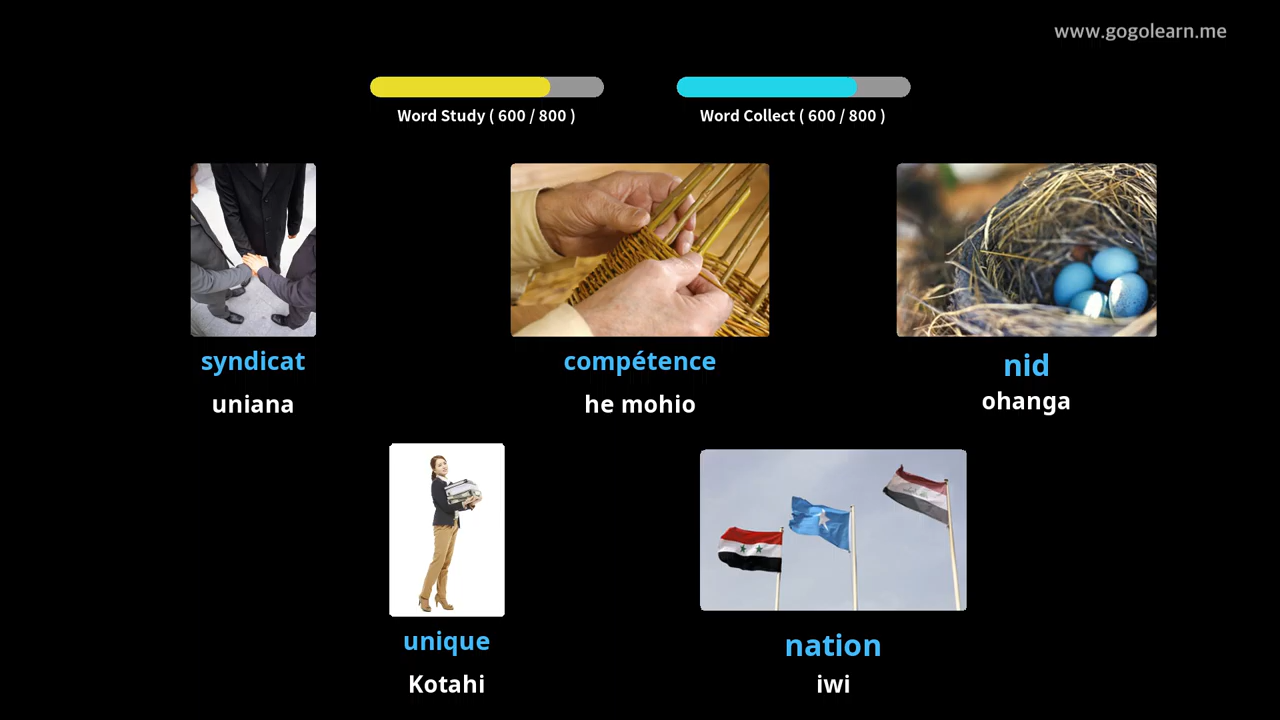 www.gogolearn.me
Word Study ( 600 / 800 )
Word Collect ( 600 / 800 )
syndicat
uniana
compétence
he mohio
nid
ohanga
unique
Kotahi
nation
iwi